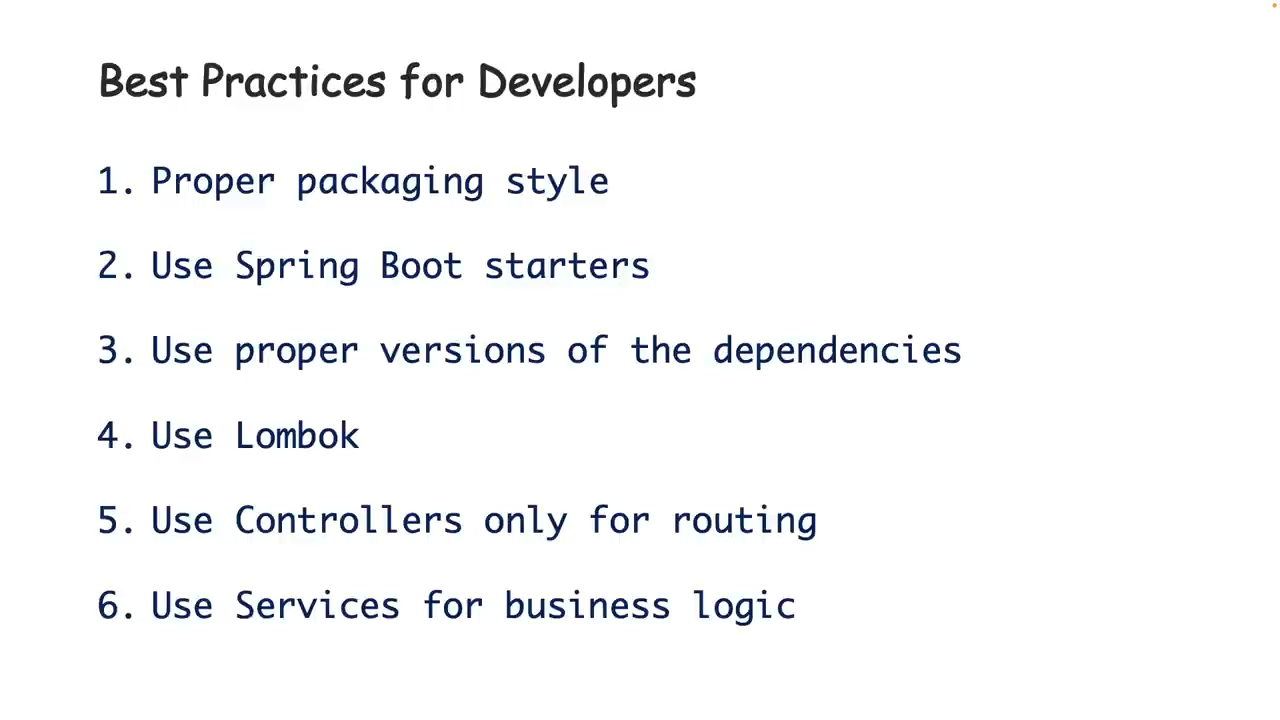 Best Practices for Developers
1. Proper packaging style
2. Use Spring Boot starters
3. Use proper versions of the dependencies
4. Use Lombok
5. Use Controllers only for routing
6. Use Services for business logic